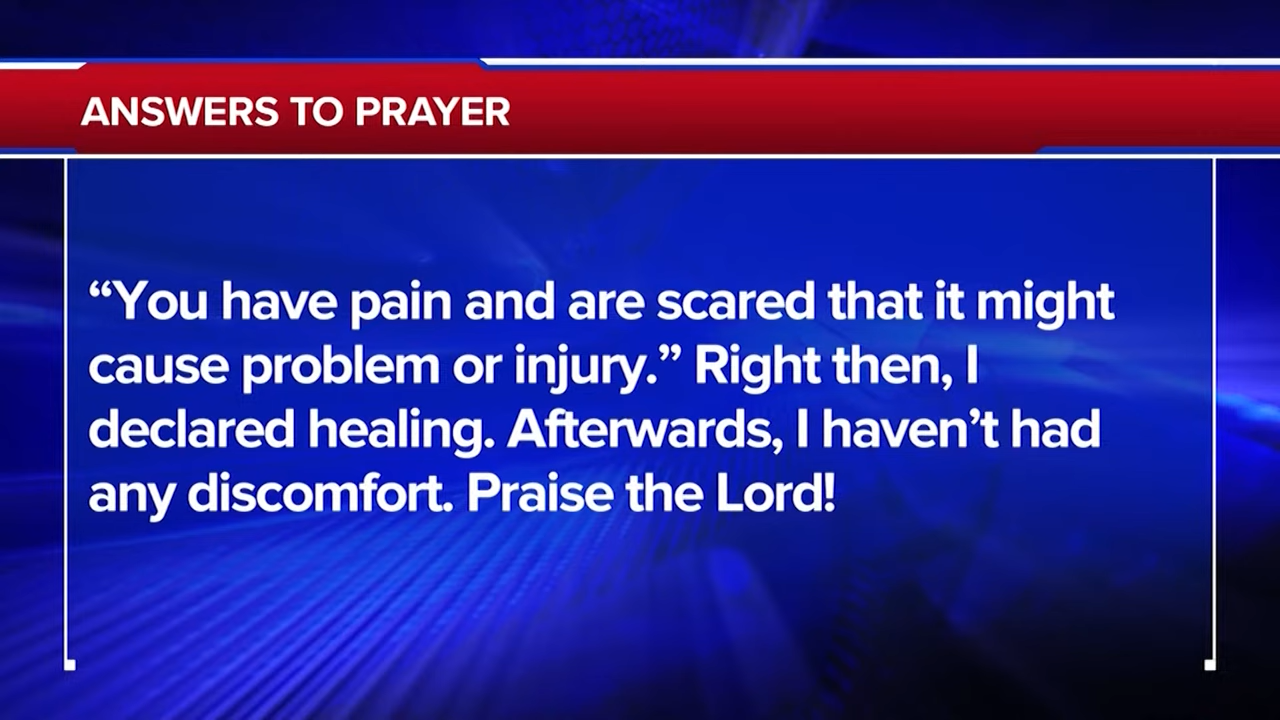 ANSWERS TO PRAYER
“You have pain and are scared that it might
cause problem or injury.” Right then, I
declared healing. Afterwards, I haven’t had
any discomfort. Praise the Lord!